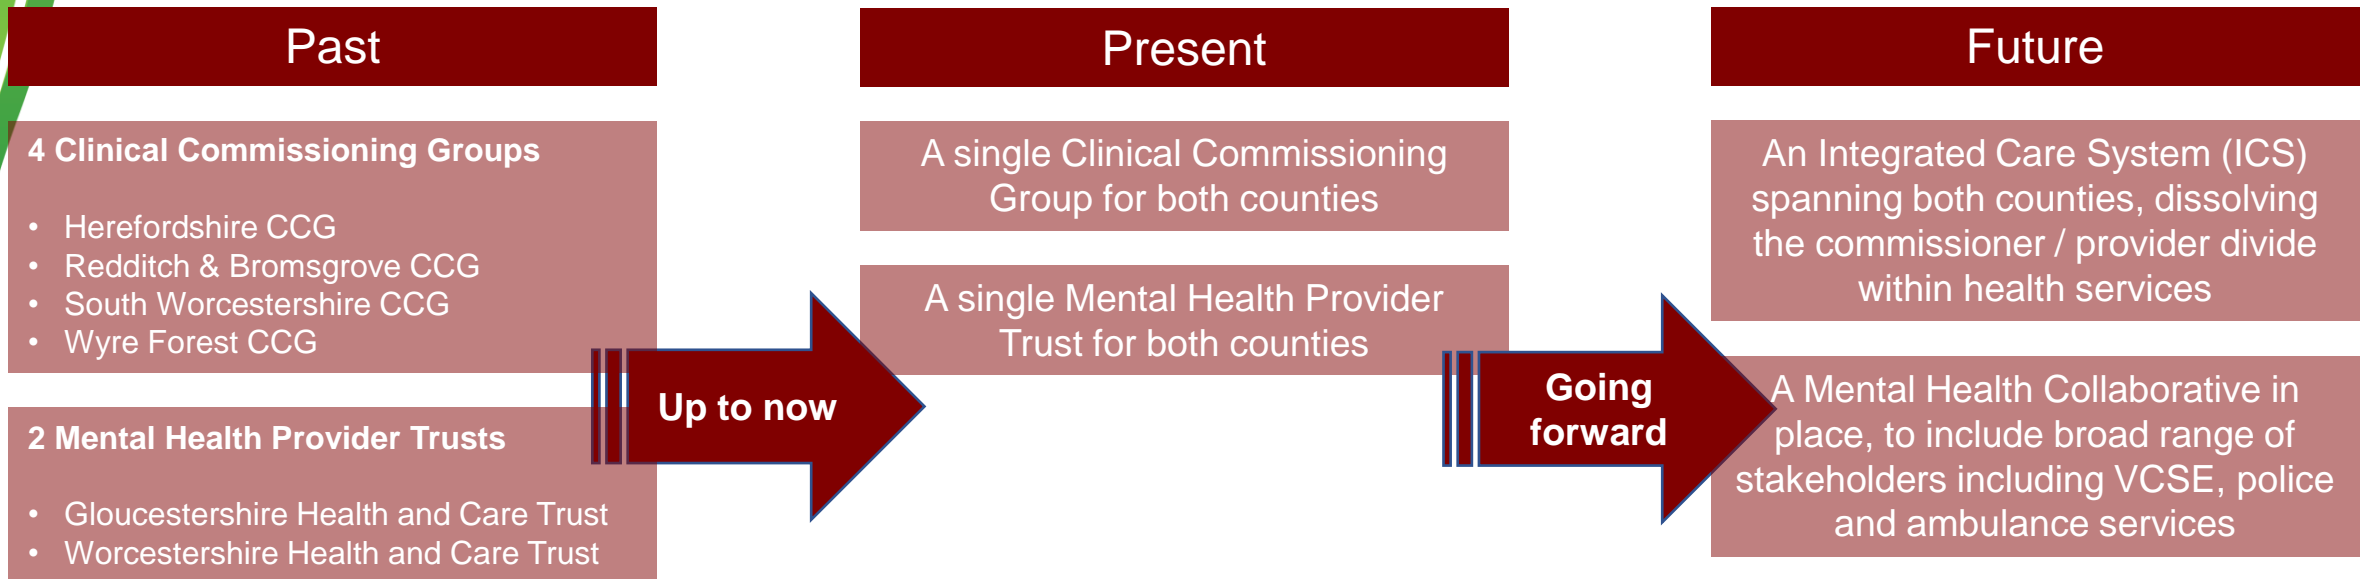 Past
4 Clinical Commissioning Groups
• Herefordshire CCG
• Redditch & Bromsgrove CCG
• South Worcestershire CCG
• Wyre Forest CCG
2 Mental Health Provider Trusts
• Gloucestershire Health and Care Trust
• Worcestershire Health and Care Trust
Up to now
Present
A single Clinical Commissioning
Group for both counties
A single Mental Health Provider
Trust for both counties
Going
forward
Future
An Integrated Care System (ICS)
spanning both counties, dissolving
the commissioner / provider divide
within health services
A Mental Health Collaborative in
place, to include broad range of
stakeholders including VCSE, police
and ambulance services